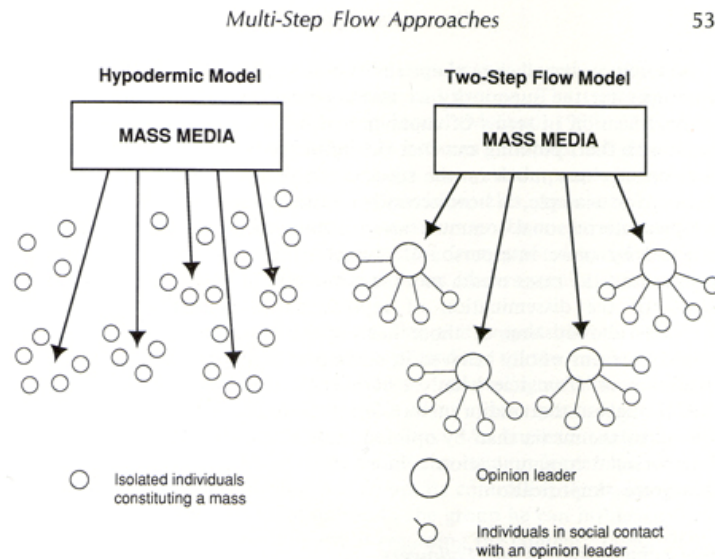 Multi-Step Flow Approaches 53
Hypodermic Model
MASS MEDIA
Isolated individuals
constituting a mass
Two-Step Flow Model
MASS MEDIA
Opinion leader
Individuals in social contact
with an opinion leader